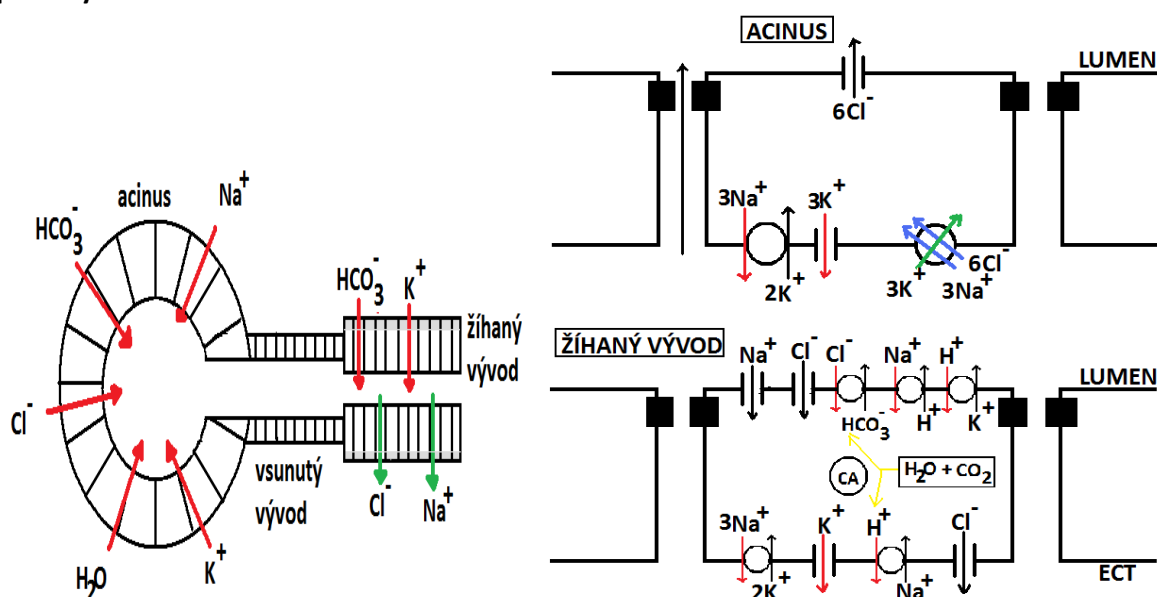 acinus
Na⁺
HCO₃⁻
Cl⁻
H₂O
K⁺
HCO₃⁻
K⁺
žíhaný
vývod
vsunutý
vývod
Cl⁻
Na⁺
ACINUS
LUMEN
6Cl⁻
3Na⁺
2K⁺
3K⁺
3K⁺
6Cl⁻
3Na⁺
ŽÍHANÝ VÝVOD
LUMEN
Na⁺
Cl⁻
Cl⁻
HCO₃⁻
Na⁺
H⁺
H⁺
K⁺
CA
H₂O + CO₂
3Na⁺
2K⁺
K⁺
H⁺
Na⁺
Cl⁻
ECT